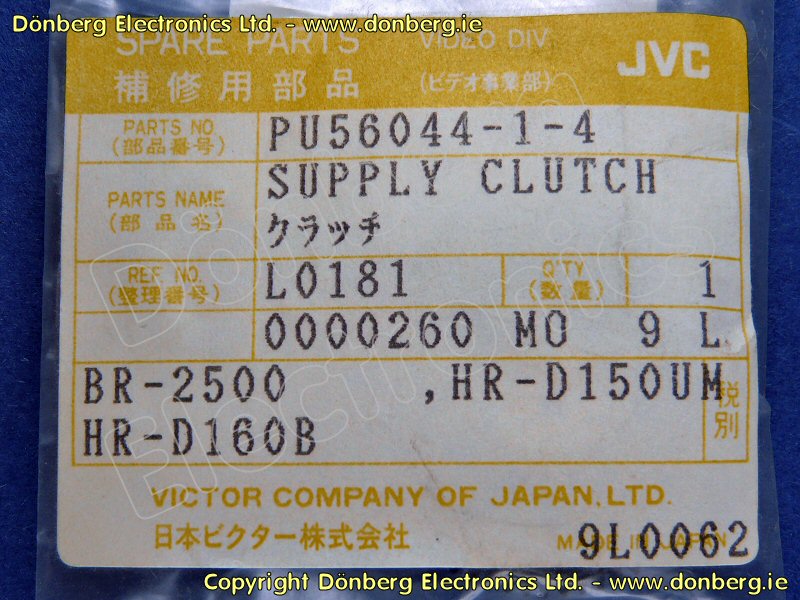 Dönberg Electronics Ltd. - www.donberg.ie
SPARE PARTS VIDEO DIV JVC
補修用部品 (ビデオ事業部)
PARTS NO. PU56044-1-4
(部品番号)
SUPPLY CLUTCH
PARTS NAME
(部品名) クラッチ
REF NO. L0181 Q'TY 1
(整理番号) (数量)
0000260 MO 9 L
BR-2500 ,HR-D150UM
税別
HR-D160B
VICTOR COMPANY OF JAPAN, LTD.
日本ビクター株式会社 MADE IN JAPAN 9L0062
Dönberg Electronics
Copyright Dönberg Electronics Ltd. - www.donberg.ie